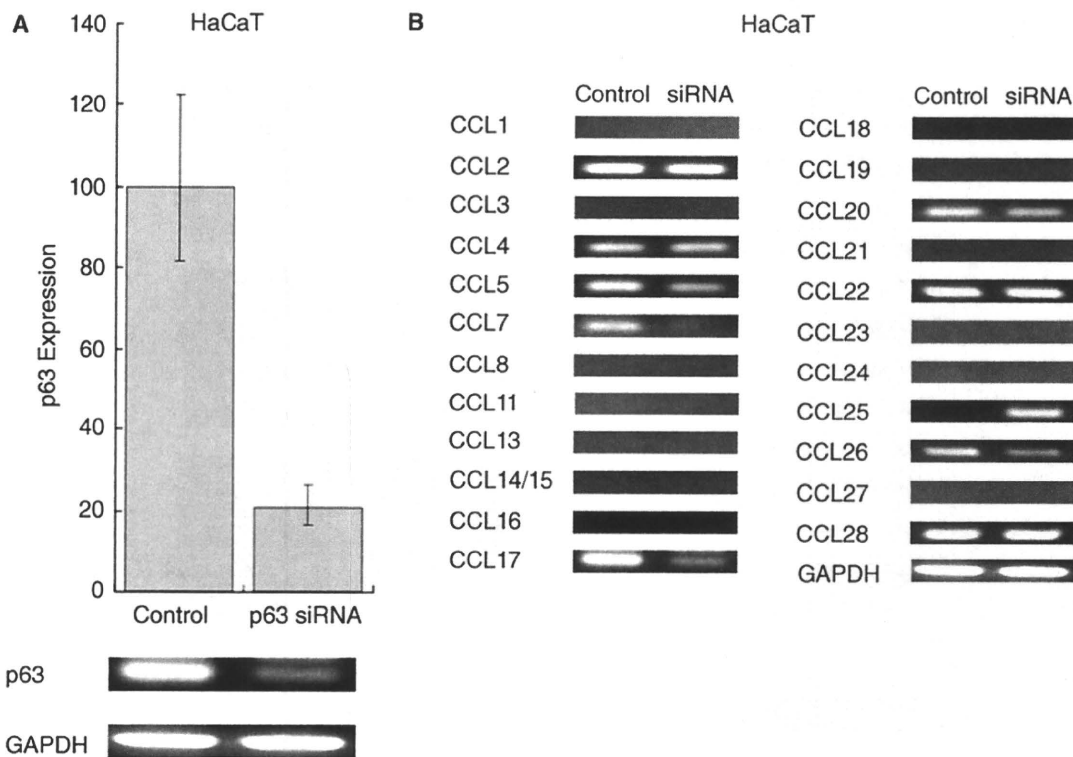 A
HaCaT
140
120
100
80
60
40
20
0
p63 Expression
Control
p63 siRNA
p63
GAPDH
B
HaCaT
Control siRNA
CCL1
CCL2
CCL3
CCL4
CCL5
CCL7
CCL8
CCL11
CCL13
CCL14/15
CCL16
CCL17
Control siRNA
CCL18
CCL19
CCL20
CCL21
CCL22
CCL23
CCL24
CCL25
CCL26
CCL27
CCL28
GAPDH